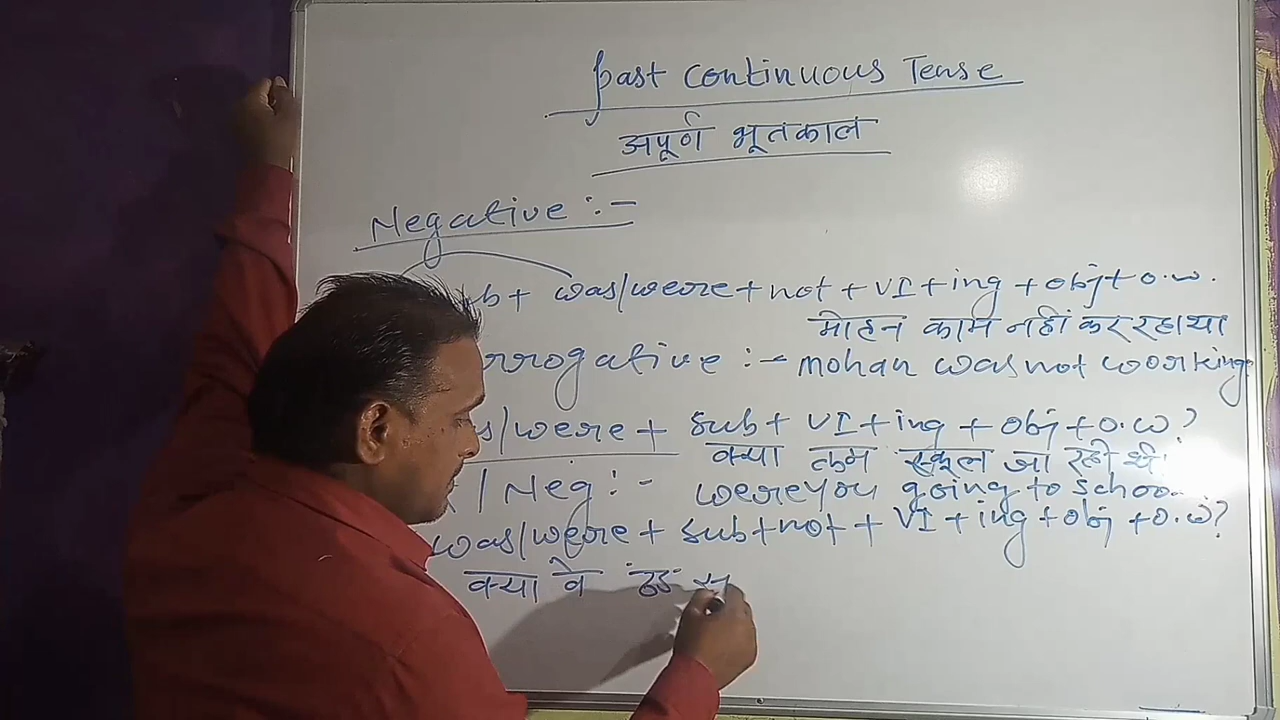 Past Continuous Tense
अपूर्ण भूतकाल
Negative :-
ub + was/were + not + VI + ing + obj + o.w.
मोहन काम नहीं कर रहा था
rrogative :- mohan was not working
s/were + sub + VI + ing + obj + o.w?
क्या तुम स्कूल जा रहे थे
/ Neg :- were you going to schoo
was/were + sub + not + VI + ing + obj + o.w?
क्या वे